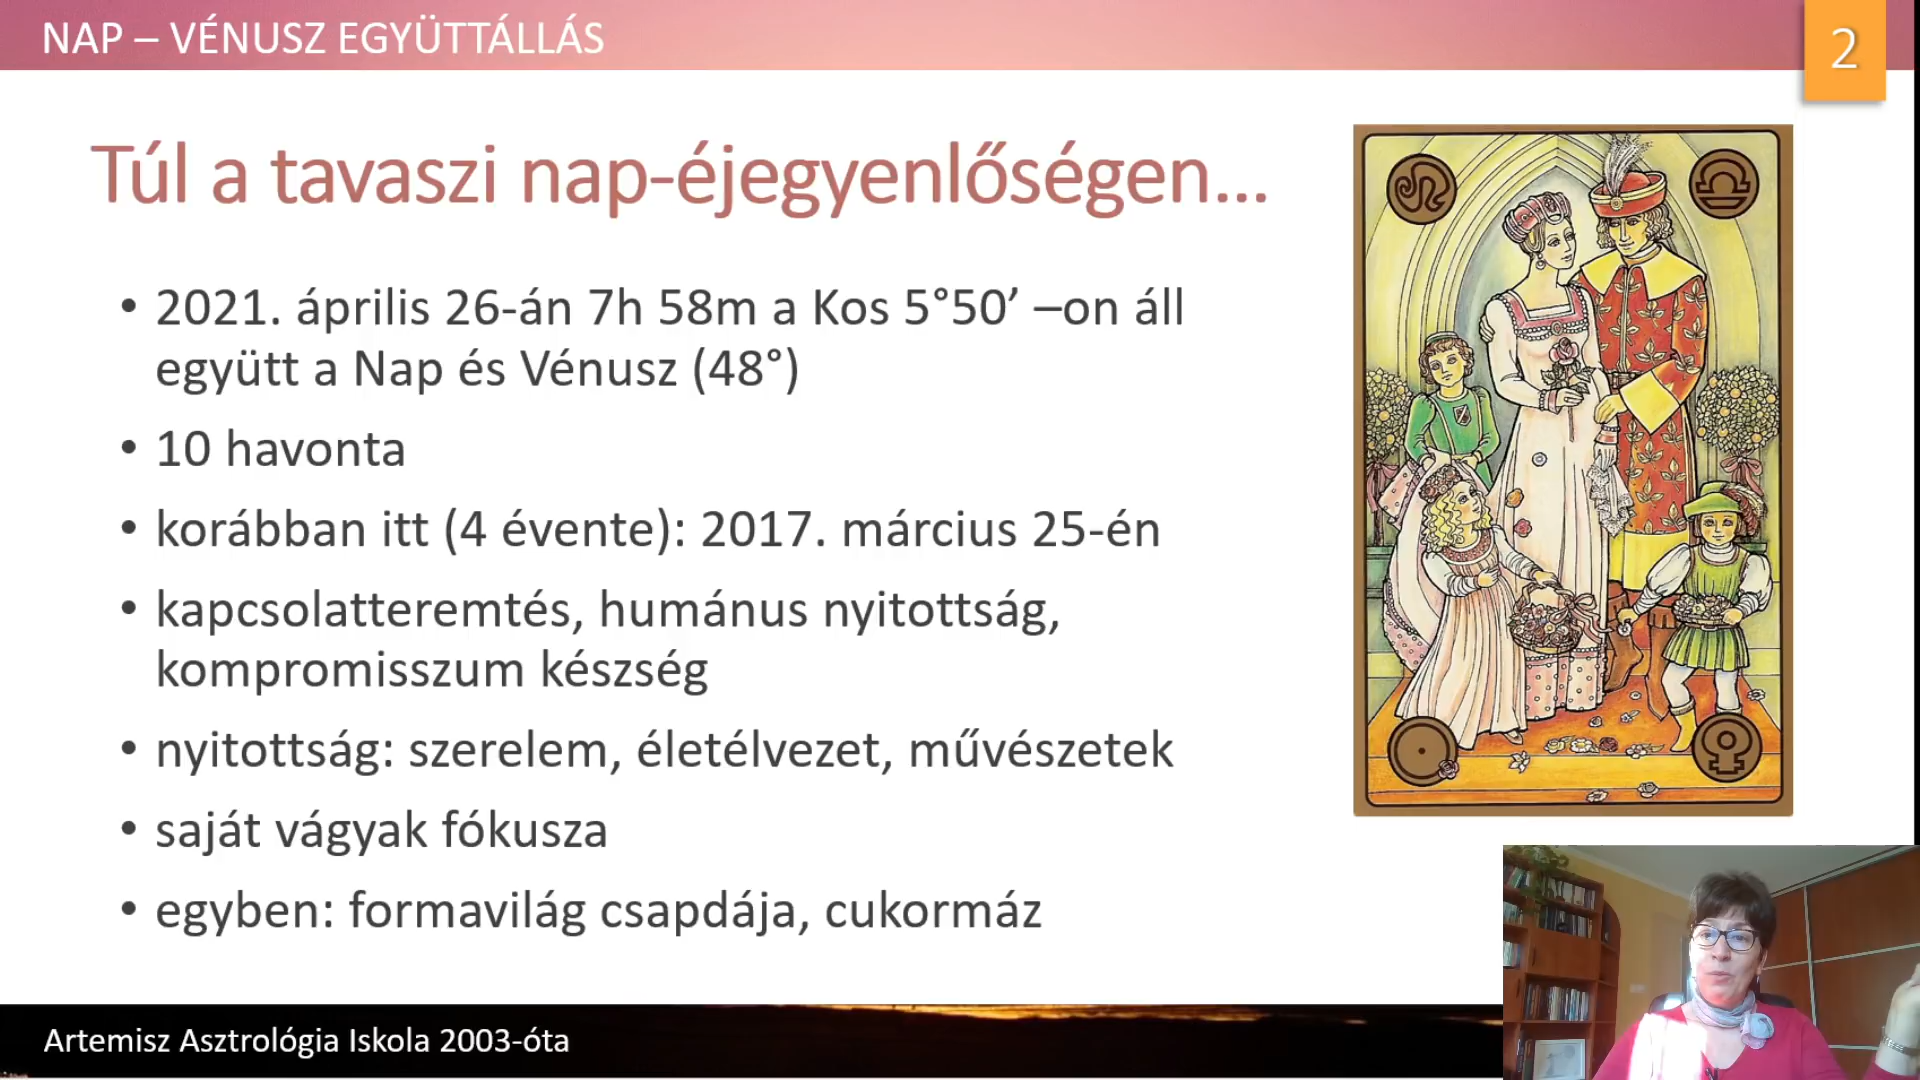 NAP – VÉNUSZ EGYÜTTÁLLÁS
2
Túl a tavaszi nap-éjegyenlőségen...
• 2021. április 26-án 7h 58m a Kos 5°50’ –on áll
együtt a Nap és Vénusz (48°)
• 10 havonta
• korábban itt (4 évente): 2017. március 25-én
• kapcsolatteremtés, humánus nyitottság,
kompromisszum készség
• nyitottság: szerelem, életélvezet, művészetek
• saját vágyak fókusza
• egyben: formavilág csapdája, cukormáz
Artemisz Asztrológia Iskola 2003-óta